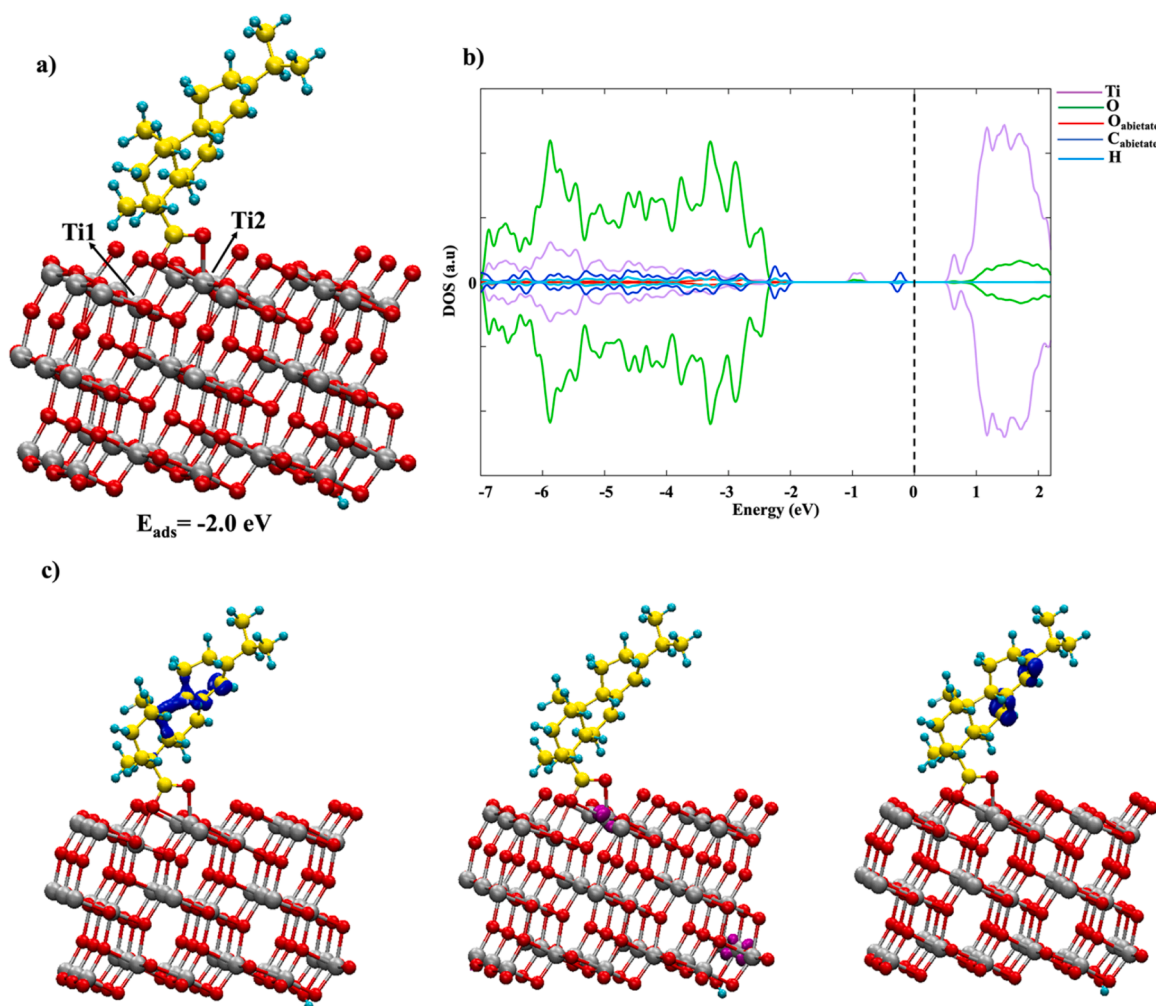 a)
Ti1
Ti2
E_ads= -2.0 eV
b)
DOS (a.u)
0
-7 -6 -5 -4 -3 -2 -1 0 1 2
Energy (eV)
Ti
O
O_abietate
C_abietate
H
c)